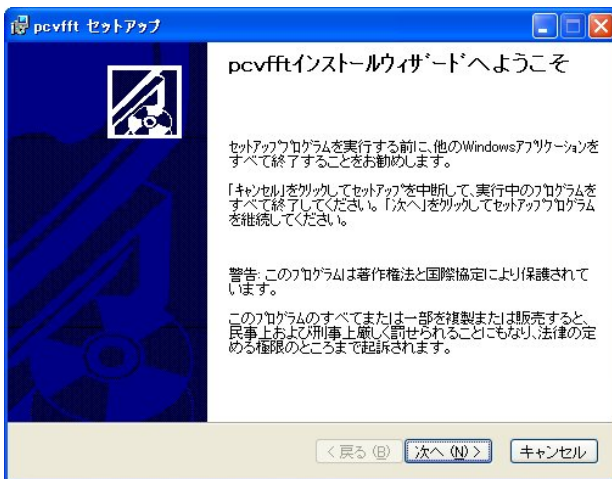 pcvfft セットアップ
pcvfftインストールウィザードへようこそ
セットアッププログラムを実行する前に、他のWindowsアプリケーションを
すべて終了することをお勧めします。
「キャンセル」をクリックしてセットアップを中断して、実行中のプログラムを
すべて終了してください。「次へ」をクリックしてセットアッププログラム
を継続してください。
警告: このプログラムは著作権法と国際協定により保護されて
います。
このプログラムのすべてまたは一部を複製または販売すると、
民事上および刑事上厳しく罰せられることにもなり、法律の定
める極限のところまで起訴されます。
< 戻る (B) 次へ (N) > キャンセル